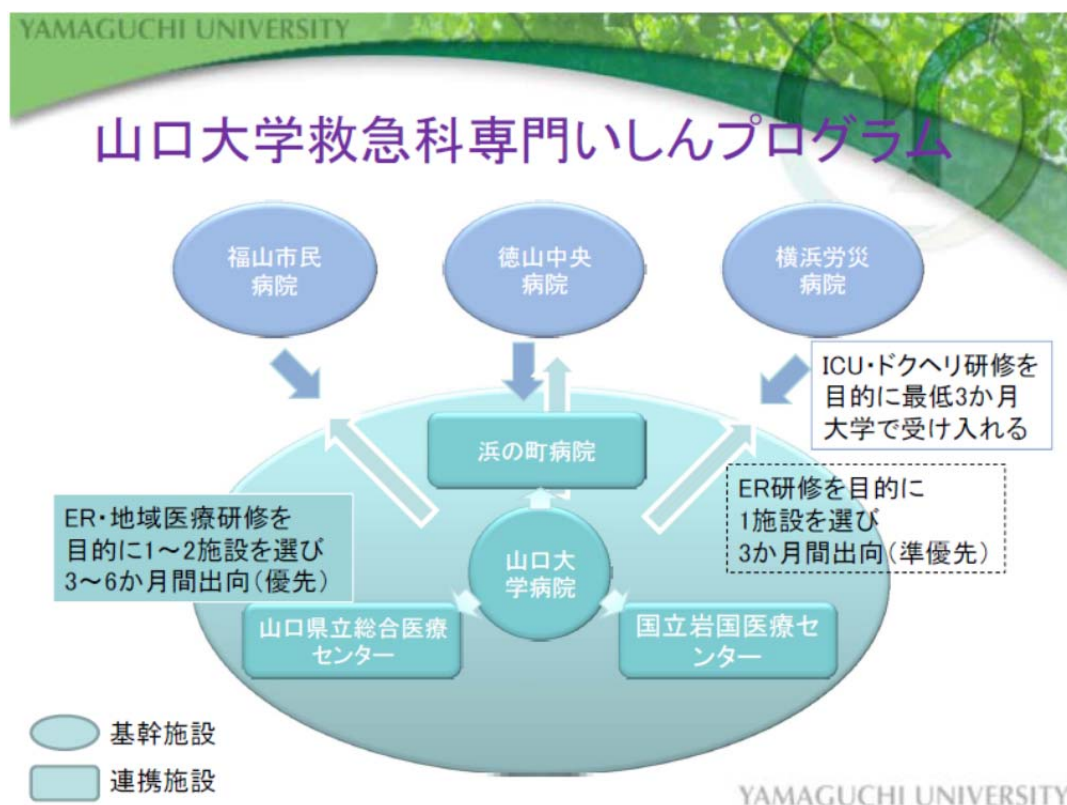 YAMAGUCHI UNIVERSITY
山口大学救急科専門いしんプログラム
福山市民
病院
徳山中央
病院
横浜労災
病院
ICU・ドクヘリ研修を
目的に最低3か月
大学で受け入れる
浜の町病院
ER研修を目的に
1施設を選び
3か月間出向(準優先)
ER・地域医療研修を
目的に1～2施設を選び
3～6か月間出向(優先)
山口大
学病院
山口県立総合医療
センター
国立岩国医療セ
ンター
基幹施設
連携施設
YAMAGUCHI UNIVERSITY